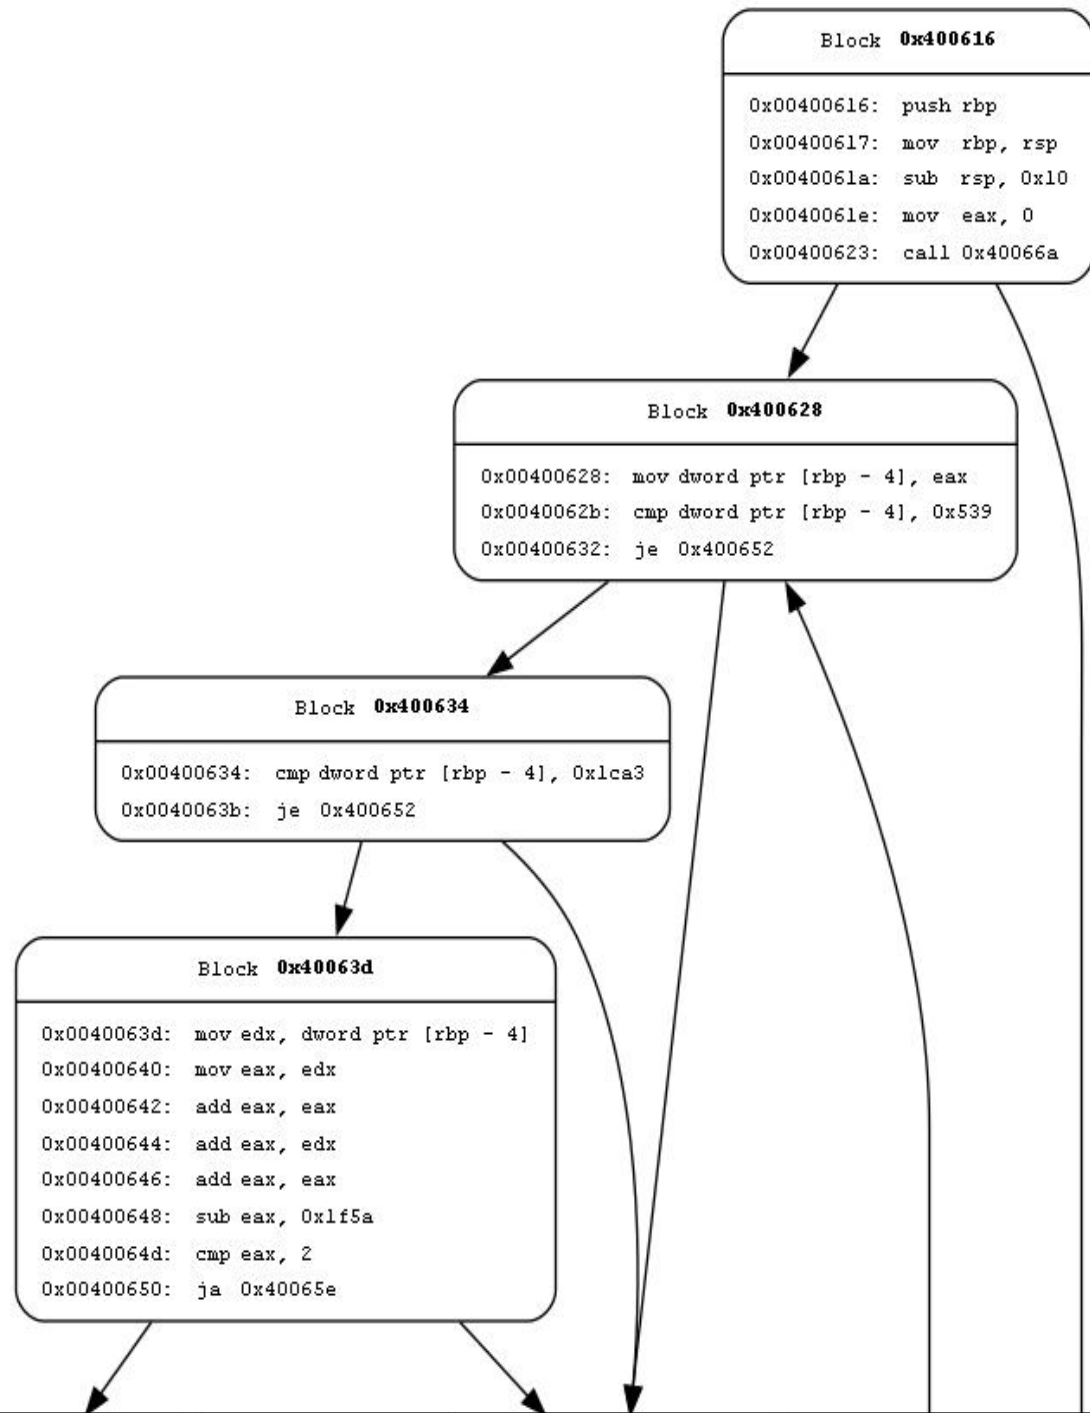 Block 0x400616
0x00400616: push rbp
0x00400617: mov rbp, rsp
0x0040061a: sub rsp, 0x10
0x0040061e: mov eax, 0
0x00400623: call 0x40066a
Block 0x400628
0x00400628: mov dword ptr [rbp - 4], eax
0x0040062b: cmp dword ptr [rbp - 4], 0x539
0x00400632: je 0x400652
Block 0x400634
0x00400634: cmp dword ptr [rbp - 4], 0x1ca3
0x0040063b: je 0x400652
Block 0x40063d
0x0040063d: mov edx, dword ptr [rbp - 4]
0x00400640: mov eax, edx
0x00400642: add eax, eax
0x00400644: add eax, edx
0x00400646: add eax, eax
0x00400648: sub eax, 0x1f5a
0x0040064d: cmp eax, 2
0x00400650: ja 0x40065e